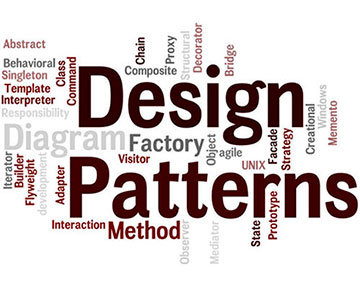 Abstract
Behavioral
Singleton
Template
Interpreter
Responsibility
Class
Command
Chain
Composite
Proxy
Structural
Decorator
Bridge
Design
Diagram
Factory
Object
agile
Facade
Strategy
Creational
Windows
Memento
Iterator
Builder
Flyweight
development
Adapter
Visitor
UNIX
Patterns
Interaction
Method
Observer
Mediator
State
Prototype